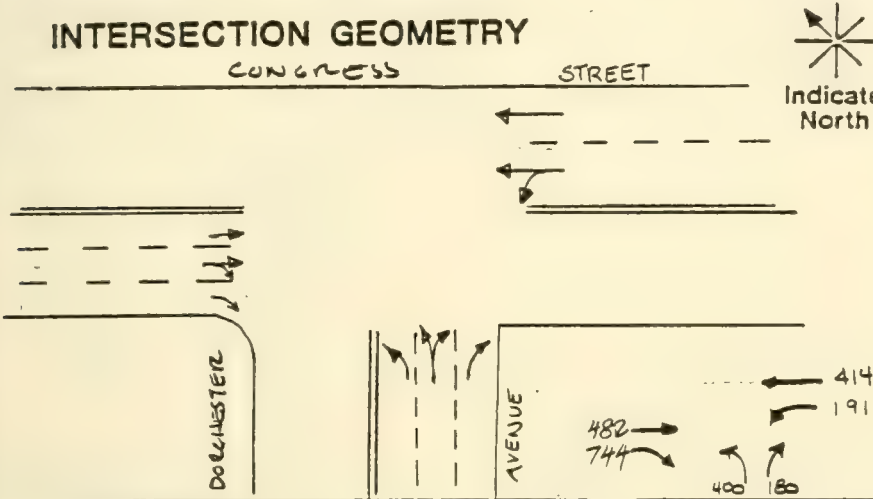 INTERSECTION GEOMETRY
CONGRESS STREET
Indicate
North
DORCHESTER
AVENUE
414
191
482
744
400 180